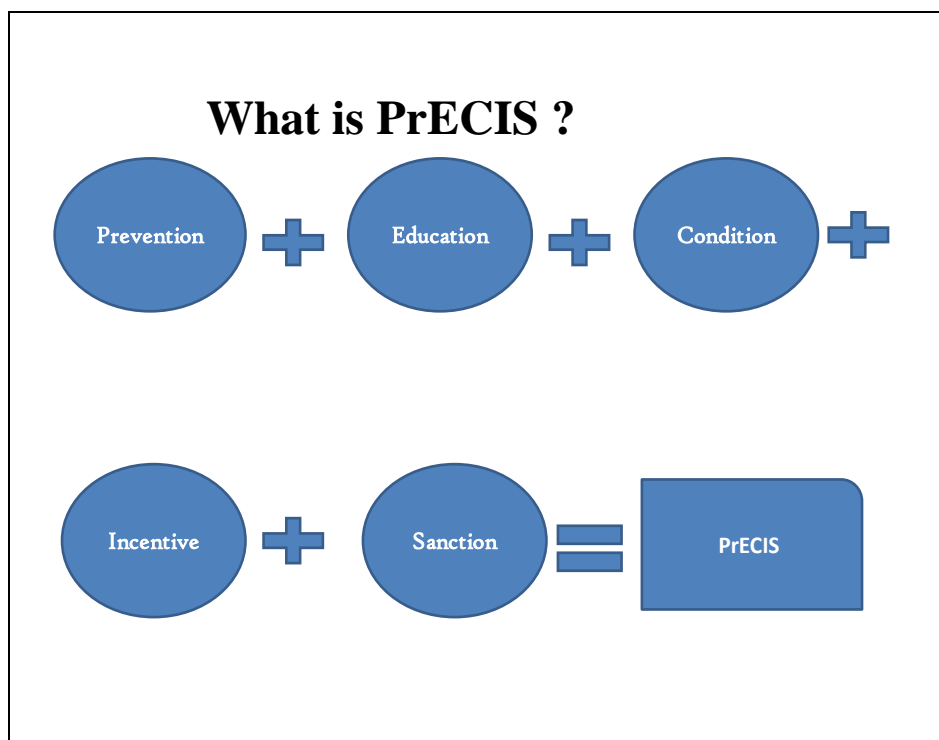 What is PrECIS ?
Prevention
Education
Condition
Incentive
Sanction
PrECIS